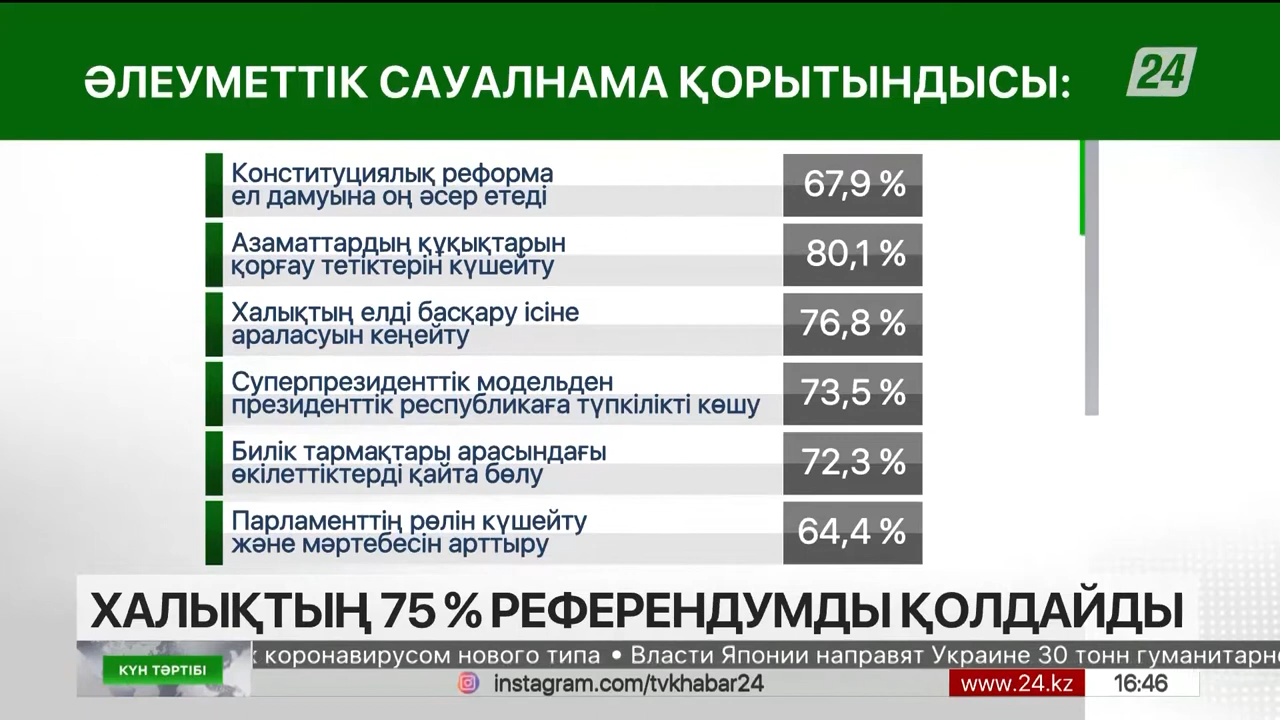 ӘЛЕУМЕТТІК САУАЛНАМА ҚОРЫТЫНДЫСЫ:
24
Конституциялық реформа
ел дамуына оң әсер етеді
67,9 %
Азаматтардың құқықтарын
қорғау тетіктерін күшейту
80,1 %
Халықтың елді басқару ісіне
араласуын кеңейту
76,8 %
Суперпрезиденттік модельден
президенттік республикаға түпкілікті көшу
73,5 %
Билік тармақтары арасындағы
өкілеттіктерді қайта бөлу
72,3 %
Парламенттің рөлін күшейту
және мәртебесін арттыру
64,4 %
ХАЛЫҚТЫҢ 75 % РЕФЕРЕНДУМДЫ ҚОЛДАЙДЫ
КҮН ТӘРТІБІ
коронавирусом нового типа • Власти Японии направят Украине 30 тонн гуманитарн
instagram.com/tvkhabar24
www.24.kz
16:46